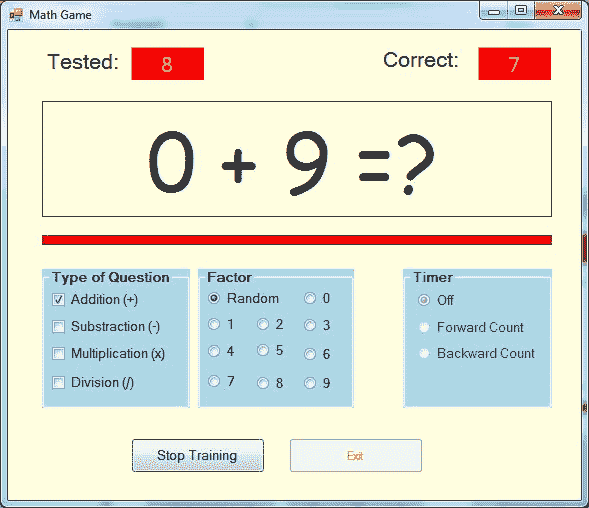 Math Game
Tested: 8 Correct: 7
0 + 9 =?
Type of Question
Addition (+)
Substraction (-)
Multiplication (x)
Division (/)
Factor
Random 0
1 2 3
4 5 6
7 8 9
Timer
Off
Forward Count
Backward Count
Stop Training Exit